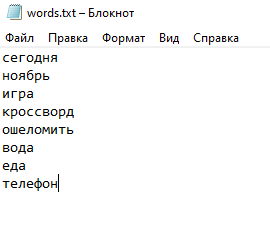 words.txt – Блокнот
Файл Правка Формат Вид Справка
сегодня
ноябрь
игра
кроссворд
ошеломить
вода
еда
телефон